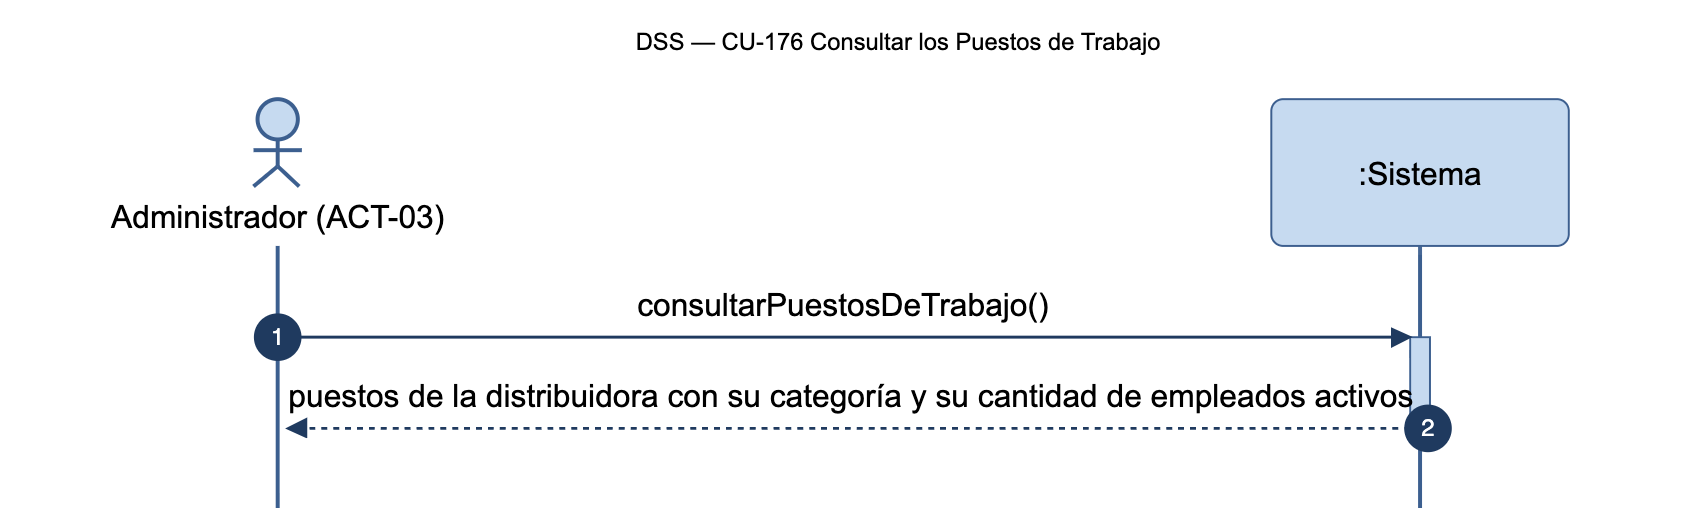 DSS — CU-176 Consultar los Puestos de Trabajo
Administrador (ACT-03)
:Sistema
consultarPuestosDeTrabajo()
1
puestos de la distribuidora con su categoría y su cantidad de empleados activos
2